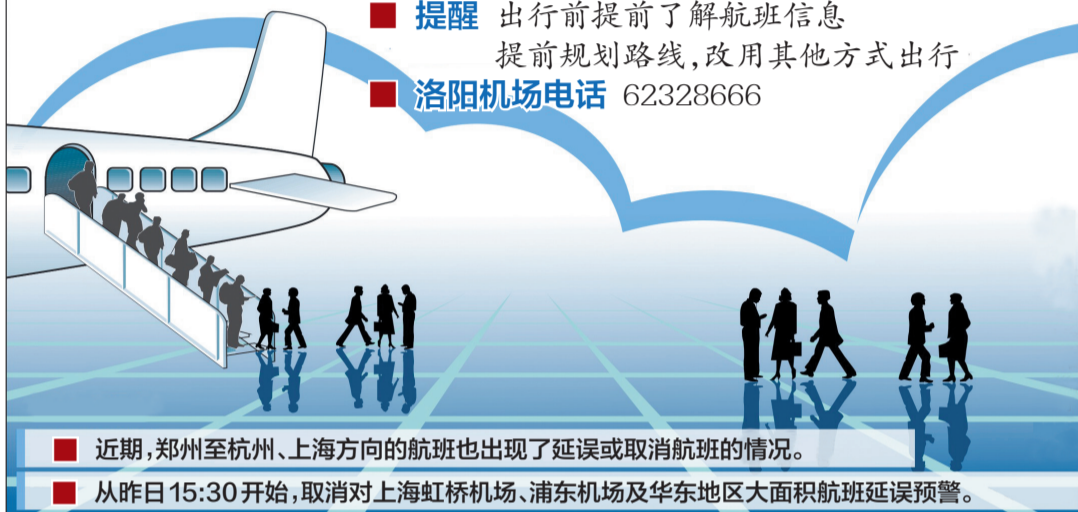 ■ 提醒 出行前提前了解航班信息
提前规划路线,改用其他方式出行
■ 洛阳机场电话 62328666
■ 近期,郑州至杭州、上海方向的航班也出现了延误或取消航班的情况。
■ 从昨日15:30开始,取消对上海虹桥机场、浦东机场及华东地区大面积航班延误预警。